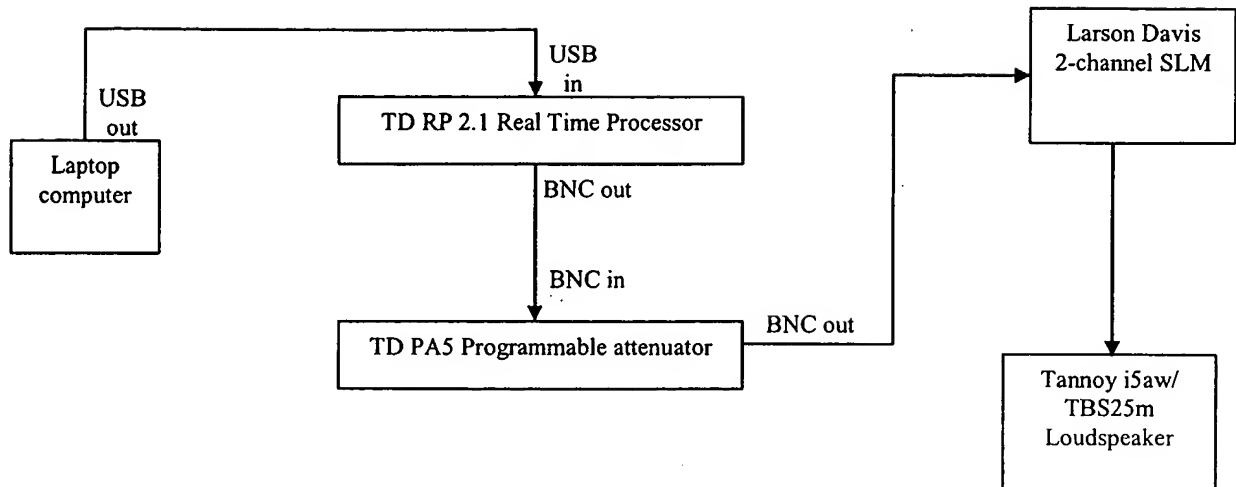 USB
out
Laptop
computer
USB
in
TD RP 2.1 Real Time Processor
BNC out
BNC in
TD PA5 Programmable attenuator
BNC out
Larson Davis
2-channel SLM
Tannoy i5aw/
TBS25m
Loudspeaker